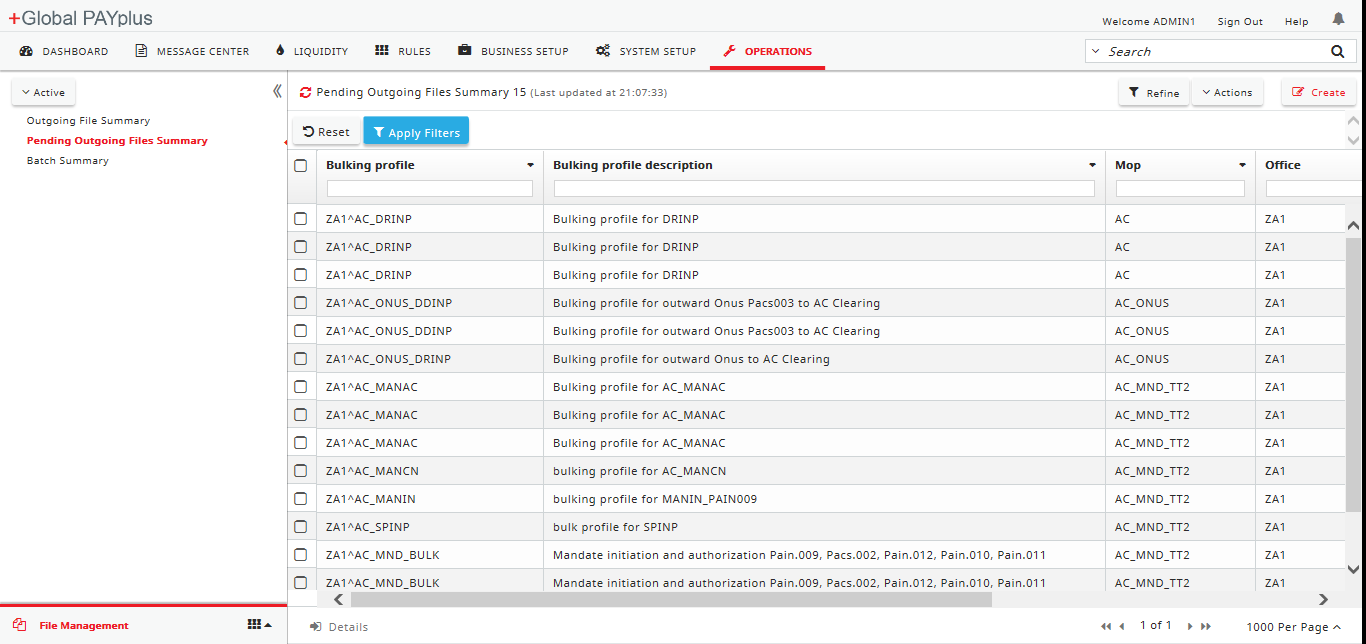 +Global PAYplus
Welcome ADMIN1 Sign Out Help
DASHBOARD MESSAGE CENTER LIQUIDITY RULES BUSINESS SETUP SYSTEM SETUP OPERATIONS Search
Active
Outgoing File Summary
Pending Outgoing Files Summary
Batch Summary
File Management
Pending Outgoing Files Summary 15 (Last updated at 21:07:33) Refine Actions Create
Reset Apply Filters
Bulking profile Bulking profile description Mop Office
ZA1^AC_DRINP Bulking profile for DRINP AC ZA1
ZA1^AC_DRINP Bulking profile for DRINP AC ZA1
ZA1^AC_DRINP Bulking profile for DRINP AC ZA1
ZA1^AC_ONUS_DDINP Bulking profile for outward Onus Pacs003 to AC Clearing AC_ONUS ZA1
ZA1^AC_ONUS_DDINP Bulking profile for outward Onus Pacs003 to AC Clearing AC_ONUS ZA1
ZA1^AC_ONUS_DRINP Bulking profile for outward Onus to AC Clearing AC_ONUS ZA1
ZA1^AC_MANAC Bulking profile for AC_MANAC AC_MND_TT2 ZA1
ZA1^AC_MANAC Bulking profile for AC_MANAC AC_MND_TT2 ZA1
ZA1^AC_MANAC Bulking profile for AC_MANAC AC_MND_TT2 ZA1
ZA1^AC_MANCN bulking profile for AC_MANCN AC_MND_TT2 ZA1
ZA1^AC_MANIN bulking profile for MANIN_PAIN009 AC_MND_TT2 ZA1
ZA1^AC_SPINP bulk profile for SPINP AC_MND_TT2 ZA1
ZA1^AC_MND_BULK Mandate initiation and authorization Pain.009, Pacs.002, Pain.012, Pain.010, Pain.011 AC_MND_TT2 ZA1
ZA1^AC_MND_BULK Mandate initiation and authorization Pain.009, Pacs.002, Pain.012, Pain.010, Pain.011 AC_MND_TT2 ZA1
Details 1 of 1 1000 Per Page